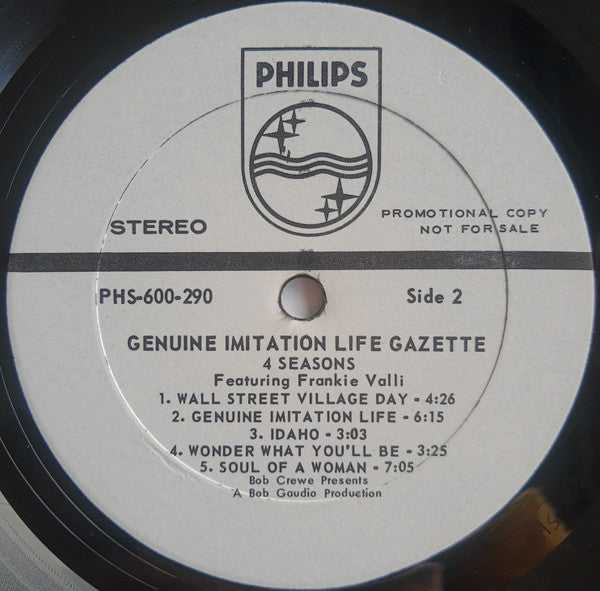 PHILIPS
STEREO
PROMOTIONAL COPY
NOT FOR SALE
PHS-600-290
Side 2
GENUINE IMITATION LIFE GAZETTE
4 SEASONS
Featuring Frankie Valli
1. WALL STREET VILLAGE DAY - 4:26
2. GENUINE IMITATION LIFE - 6:15
3. IDAHO - 3:03
4. WONDER WHAT YOU'LL BE - 3:25
5. SOUL OF A WOMAN - 7:05
Bob Crewe Presents
A Bob Gaudio Production